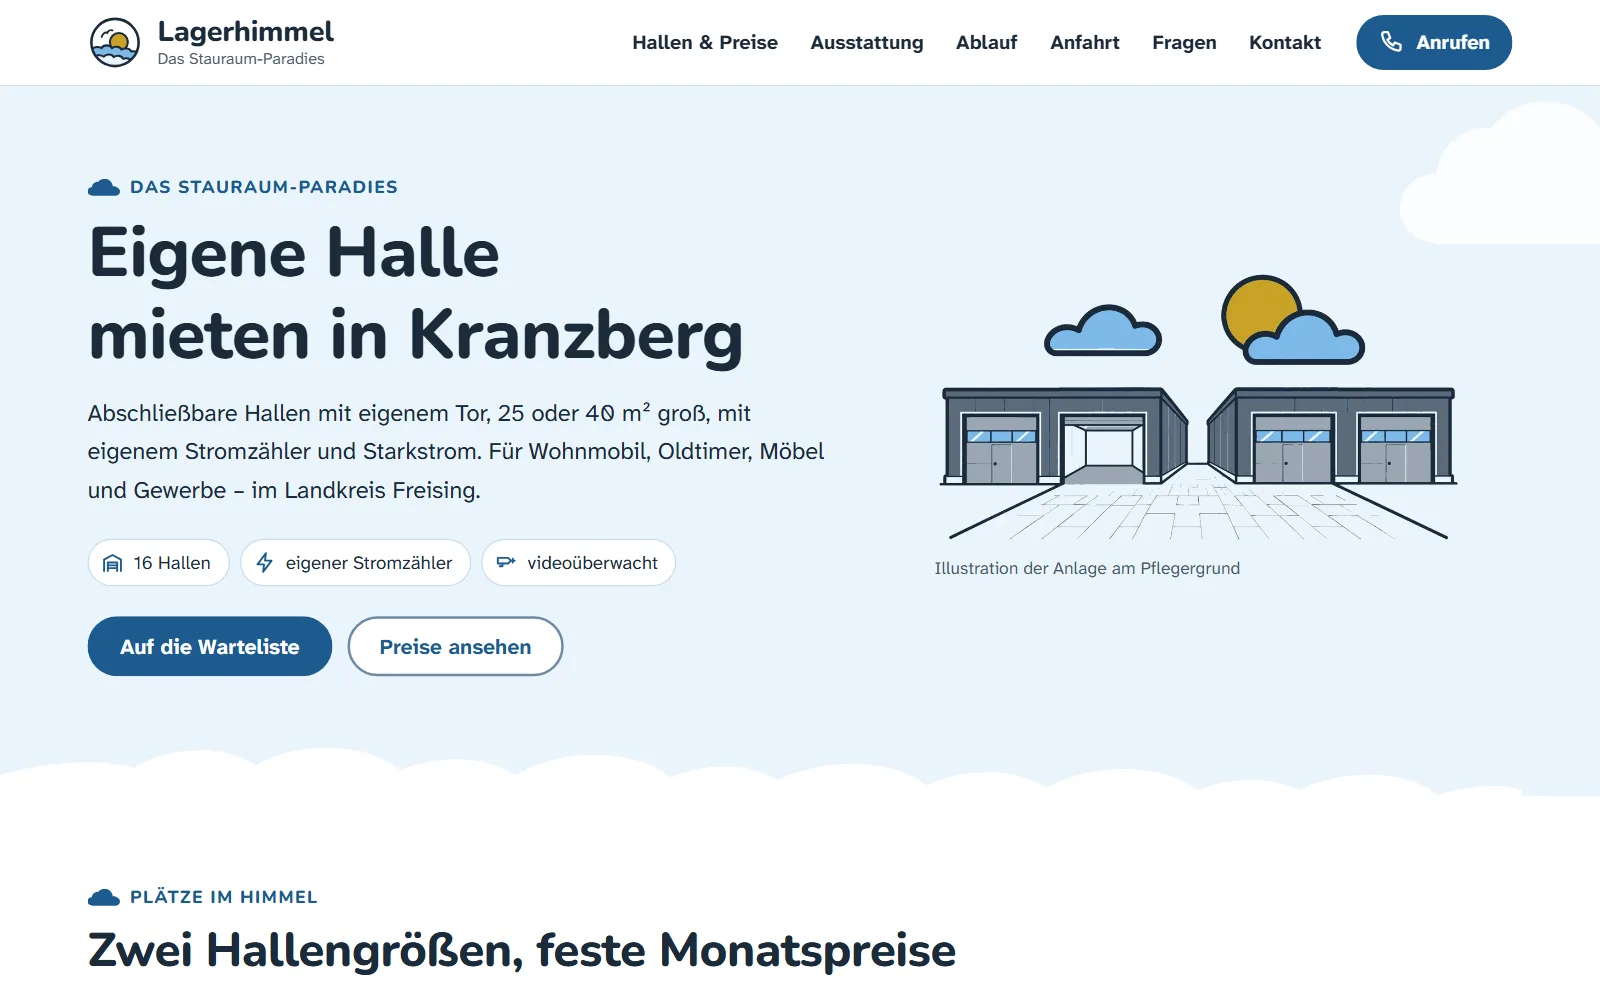 Lagerhimmel
Das Stauraum-Paradies
Hallen & Preise
Ausstattung
Ablauf
Anfahrt
Fragen
Kontakt
Anrufen
DAS STAURAUM-PARADIES
Eigene Halle
mieten in Kranzberg
Abschließbare Hallen mit eigenem Tor, 25 oder 40 m² groß, mit
eigenem Stromzähler und Starkstrom. Für Wohnmobil, Oldtimer, Möbel
und Gewerbe – im Landkreis Freising.
16 Hallen
eigener Stromzähler
videoüberwacht
Auf die Warteliste
Preise ansehen
Illustration der Anlage am Pflegergrund
PLÄTZE IM HIMMEL
Zwei Hallengrößen, feste Monatspreise